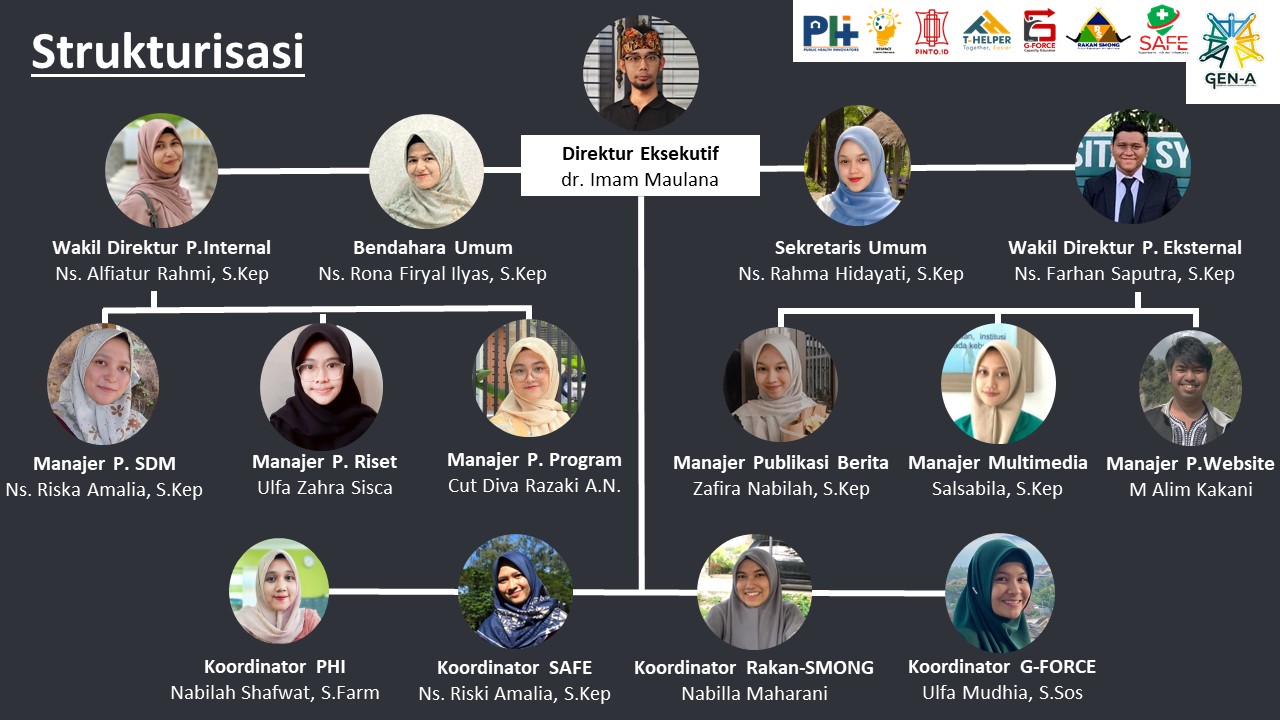 Strukturisasi
PHI
PUBLIC HEALTH INNOVATORS
PINTO.ID
T-HELPER
Together, Easier
G-FORCE
Capacity Educator
RAKAN SMONG
SAFE
GEN-A
Direktur Eksekutif
dr. Imam Maulana
SITAS SY
Wakil Direktur P.Internal
Ns. Alfiatur Rahmi, S.Kep
Bendahara Umum
Ns. Rona Firyal Ilyas, S.Kep
Sekretaris Umum
Ns. Rahma Hidayati, S.Kep
Wakil Direktur P. Eksternal
Ns. Farhan Saputra, S.Kep
Manajer P. SDM
Ns. Riska Amalia, S.Kep
Manajer P. Riset
Ulfa Zahra Sisca
Manajer P. Program
Cut Diva Razaki A.N.
Manajer Publikasi Berita
Zafira Nabilah, S.Kep
institusi
Manajer Multimedia
Salsabila, S.Kep
Manajer P.Website
M Alim Kakani
Koordinator PHI
Nabilah Shafwat, S.Farm
Koordinator SAFE
Ns. Riski Amalia, S.Kep
Koordinator Rakan-SMONG
Nabilla Maharani
Koordinator G-FORCE
Ulfa Mudhia, S.Sos